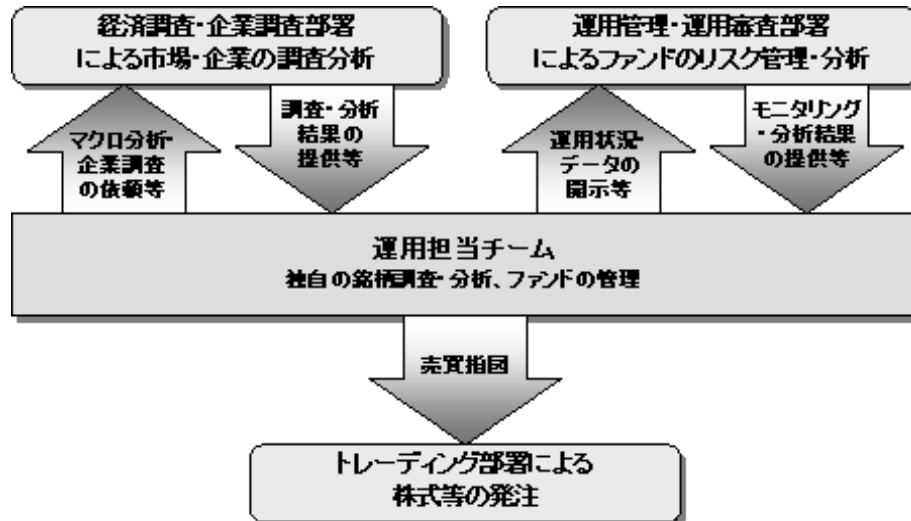 経済調査・企業調査部署
による市場・企業の調査分析
運用管理・運用審査部署
によるファンドのリスク管理・分析
マクロ分析・
企業調査
の依頼等
調査・分析
結果の
提供等
運用状況・
データの
開示等
モニタリング
・分析結果
の提供等
運用担当チーム
独自の銘柄調査・分析、ファンドの管理
売買指図
トレーディング部署による
株式等の発注